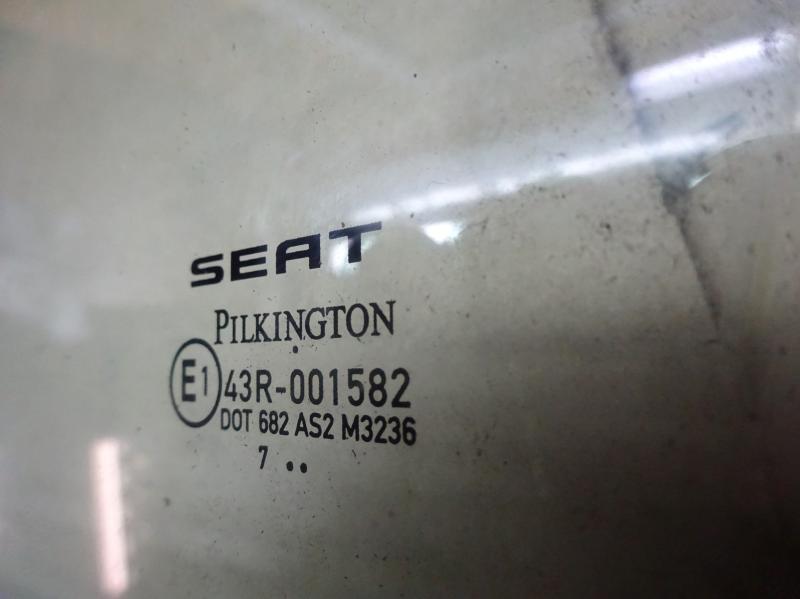 SEAT
PILKINGTON
E1 43R-001582
DOT 682 AS2 M3236
7 ..